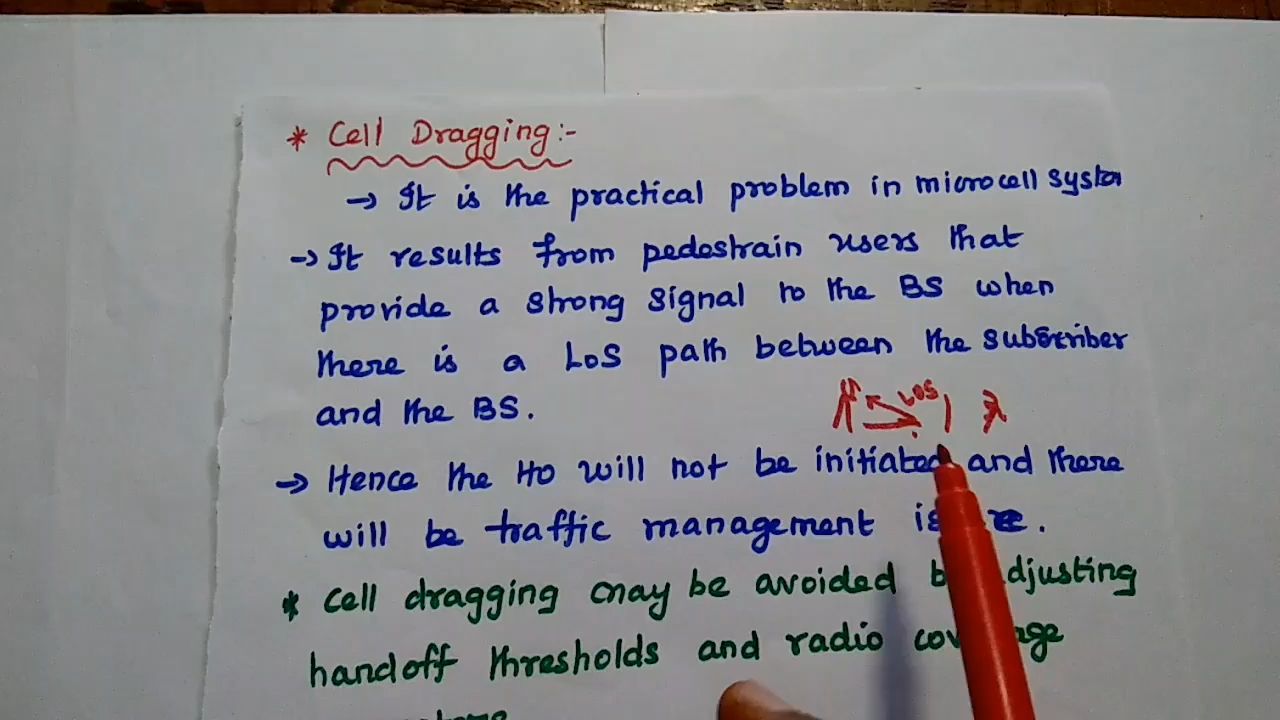 * Cell Dragging:-
→ It is the practical problem in microcell system
→ It results from pedestrain users that
provide a strong signal to the BS when
there is a LoS path between the subscriber
and the BS.
LOS
→ Hence the HO will not be initiated and there
will be traffic management
* Cell dragging may be avoided adjusting
handoff thresholds and radio